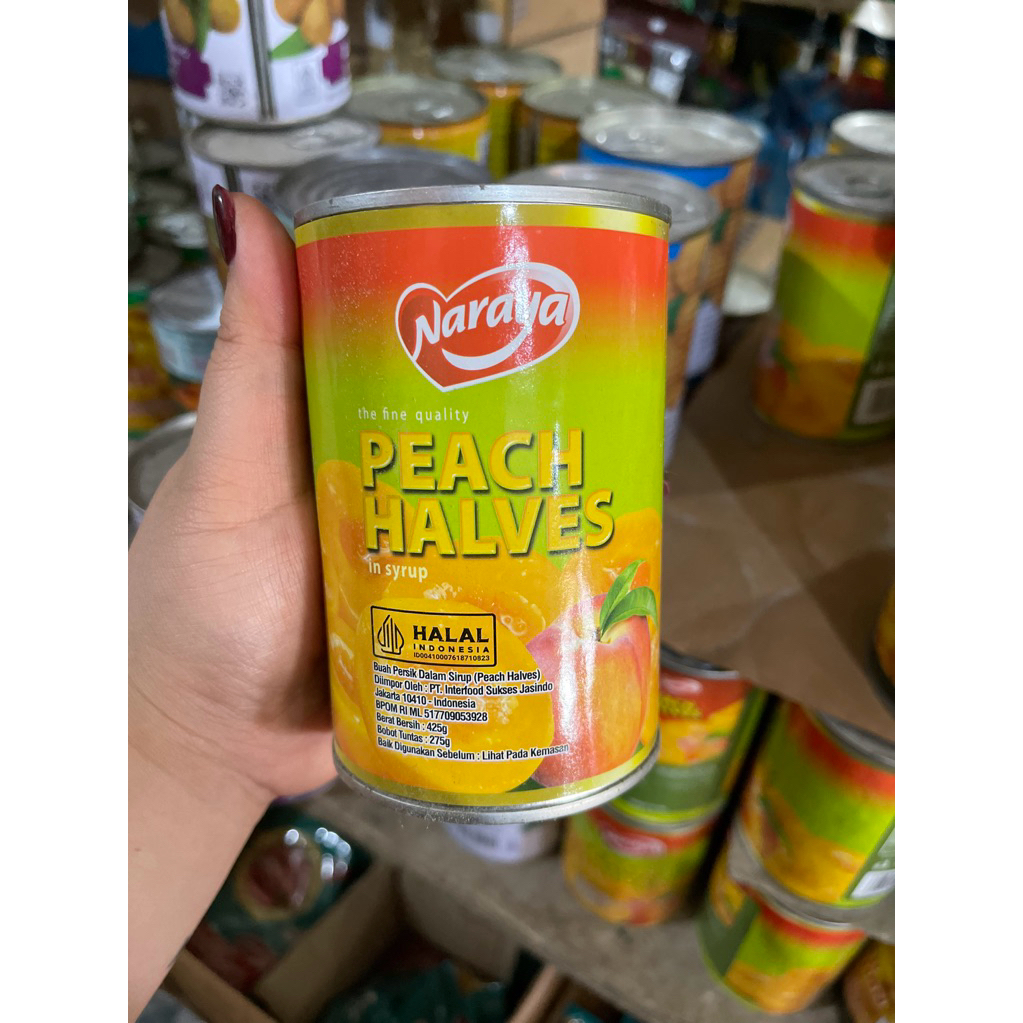 Naraya
the fine quality
PEACH
HALVES
in syrup
HALAL
INDONESIA
ID00410007618710823
Buah Persik Dalam Sirup (Peach Halves)
Diimpor Oleh : PT. Interfood Sukses Jasindo
Jakarta 10410 - Indonesia
BPOM RI ML 517709053928
Berat Bersih : 425g
Bobot Tuntas : 275g
Baik Digunakan Sebelum : Lihat Pada Kemasan